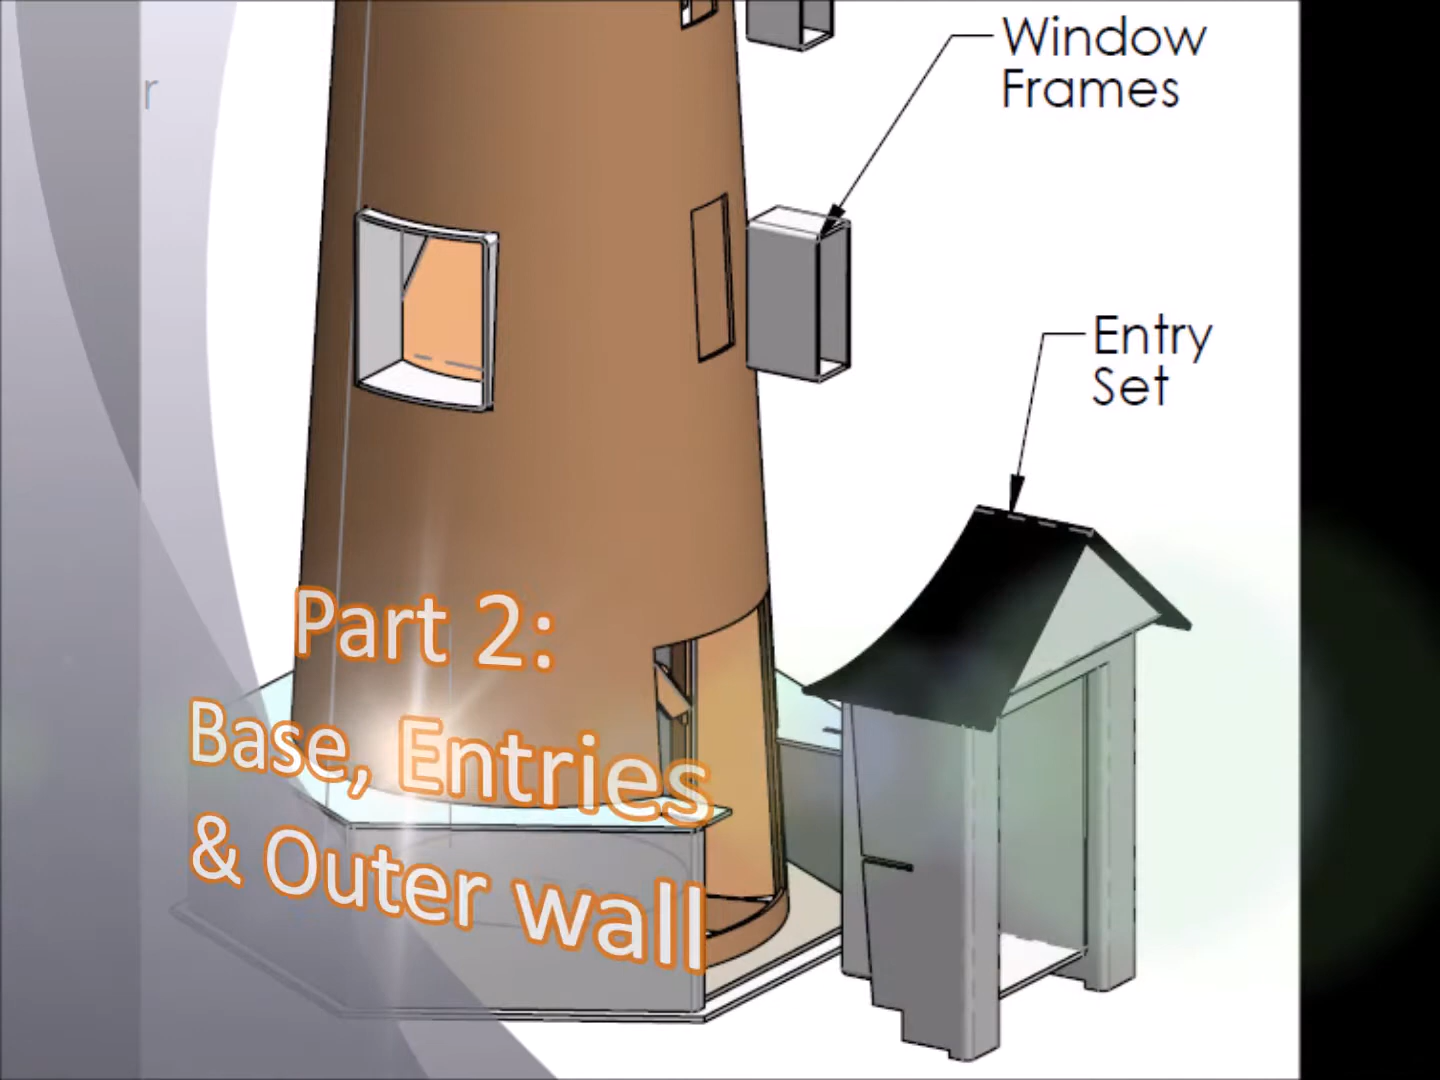 Window
Frames
r
Entry
Set
Part 2:
Base, Entries
& Outer wall